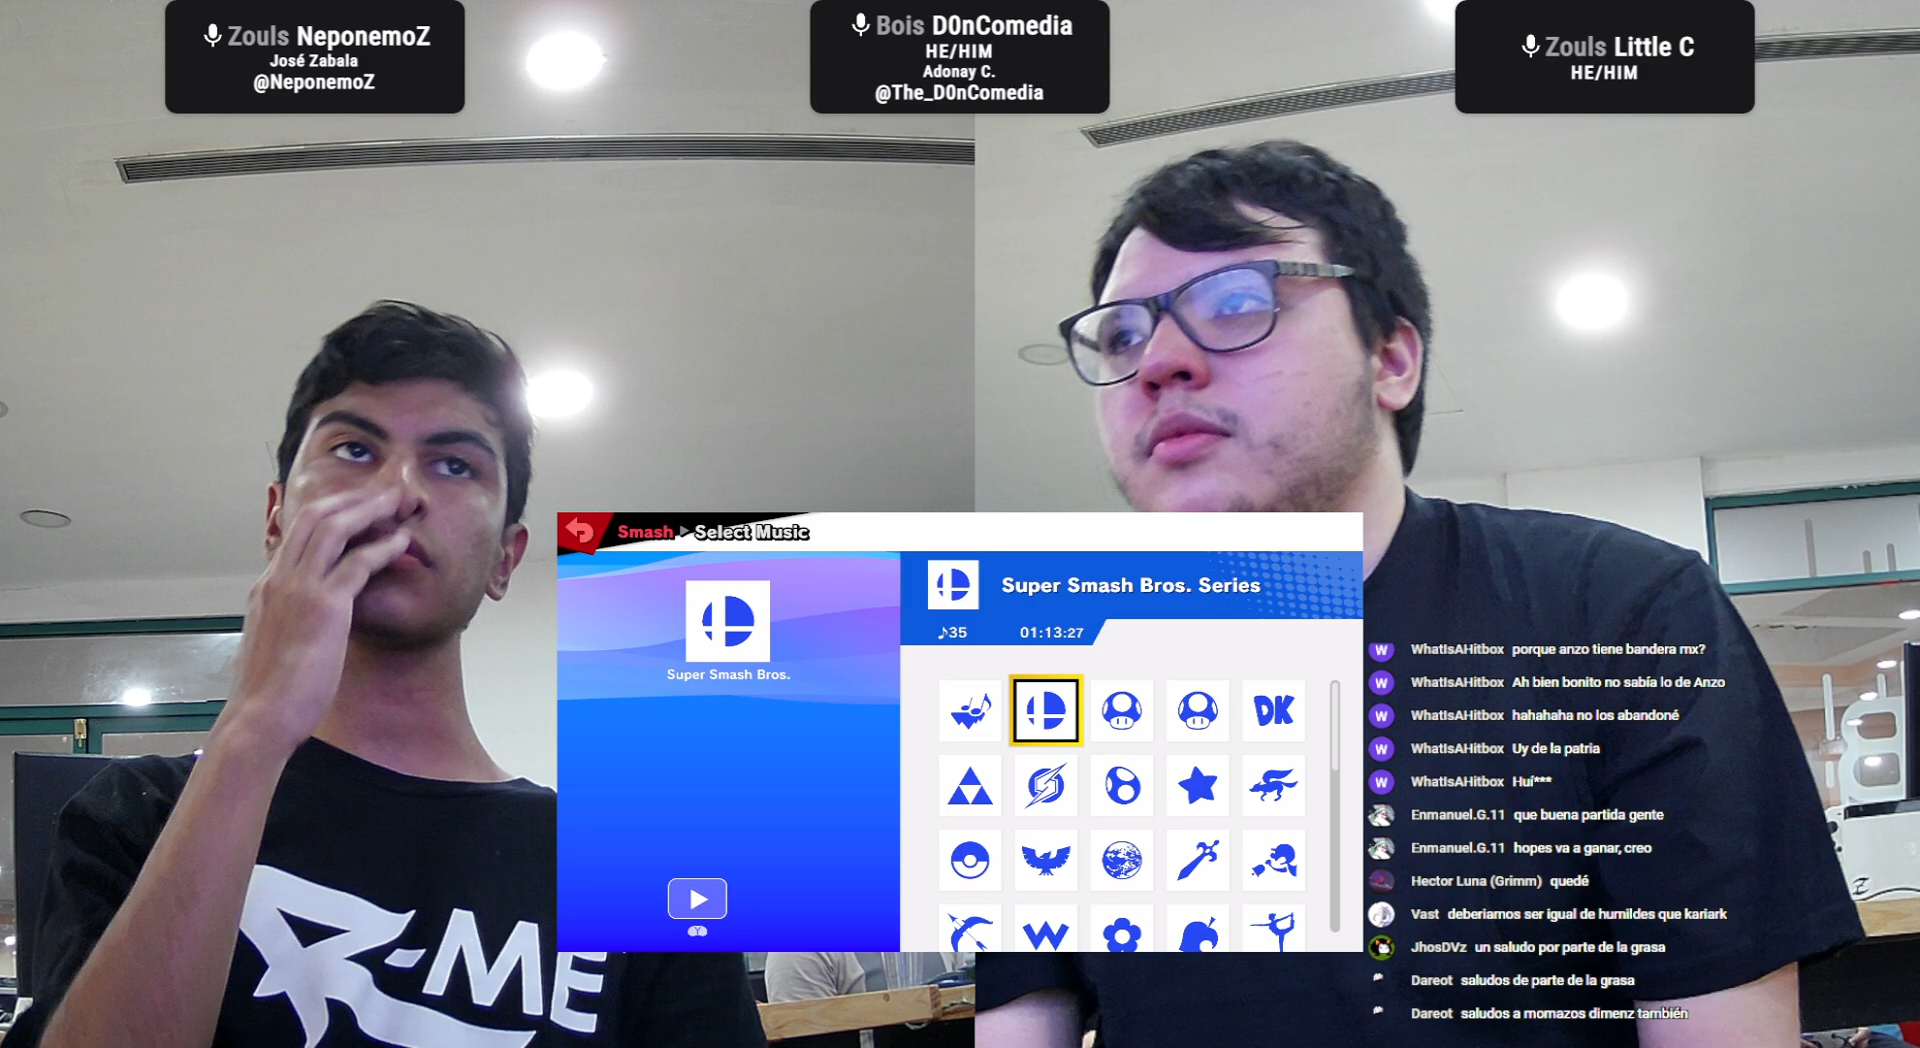 Zouls NeponemoZ
José Zabala
@NeponemoZ
Bois D0nComedia
HE/HIM
Adonay C.
@The_D0nComedia
Zouls Little C
HE/HIM
Smash ▶ Select Music
Super Smash Bros.
Super Smash Bros. Series
♪35 01:13:27
DK
R-ME
W WhatIsAHitbox porque anzo tiene bandera mx?
W WhatIsAHitbox Ah bien bonito no sabía lo de Anzo
W WhatIsAHitbox hahahaha no los abandoné
W WhatIsAHitbox Uy de la patria
W WhatIsAHitbox Hui***
Enmanuel.G.11 que buena partida gente
Enmanuel.G.11 hopes va a ganar, creo
Hector Luna (Grimm) quedé
Vast deberiamos ser igual de humildes que kariark
JhosDVz un saludo por parte de la grasa
Dareot saludos de parte de la grasa
Dareot saludos a momazos dimenz también